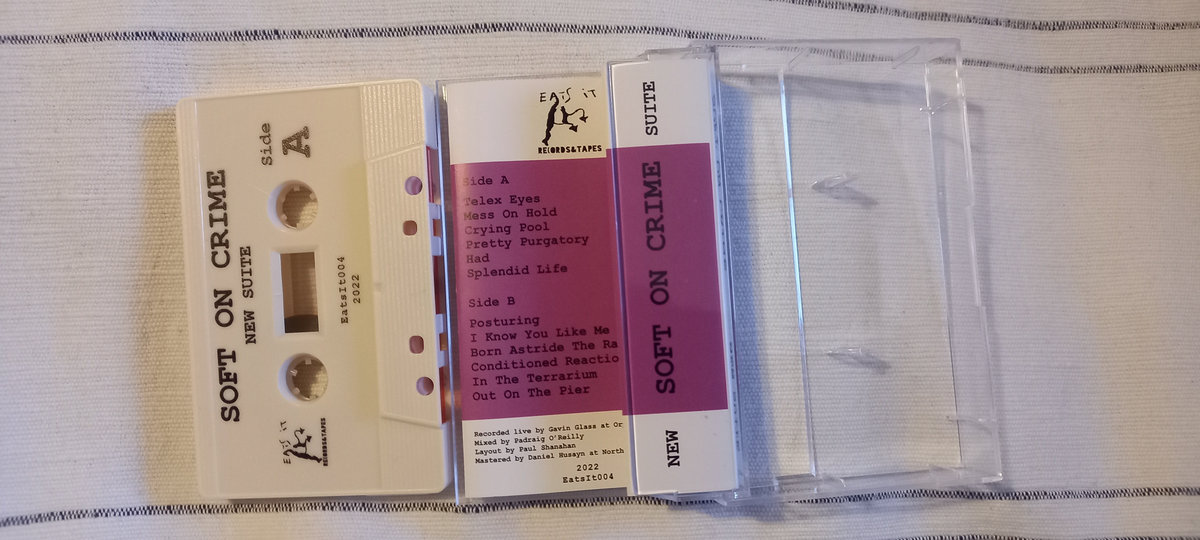 SOFT ON CRIME
NEW SUITE
Side
A
EatsIt004
2022
EATS IT
RECORDS&TAPES
EATS IT
RECORDS&TAPES
Side A
Telex Eyes
Mess On Hold
Crying Pool
Pretty Purgatory
Had
Splendid Life
Side B
Posturing
I Know You Like Me
Born Astride The Ra
Conditioned Reactio
In The Terrarium
Out On The Pier
Recorded live by Gavin Glass at Or
Mixed by Padraig O'Reilly
Layout by Paul Shanahan
Mastered by Daniel Husayn at North
2022
EatsIt004
NEW SUITE
SOFT ON CRIME